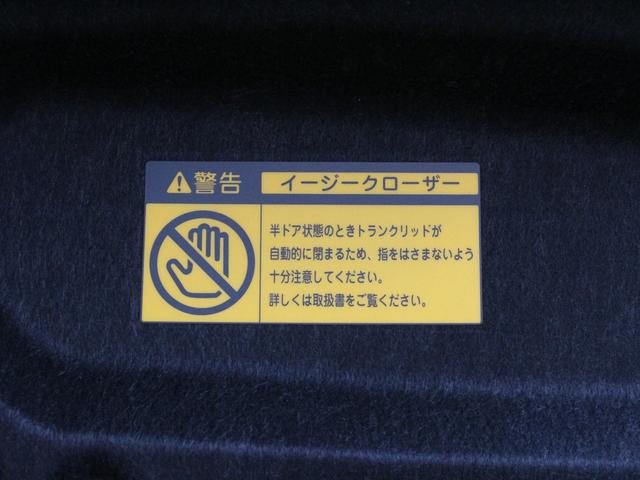 警告 イージークローザー
半ドア状態のときトランクリッドが
自動的に閉まるため、指をはさまないよう
十分注意してください。
詳しくは取扱書をご覧ください。